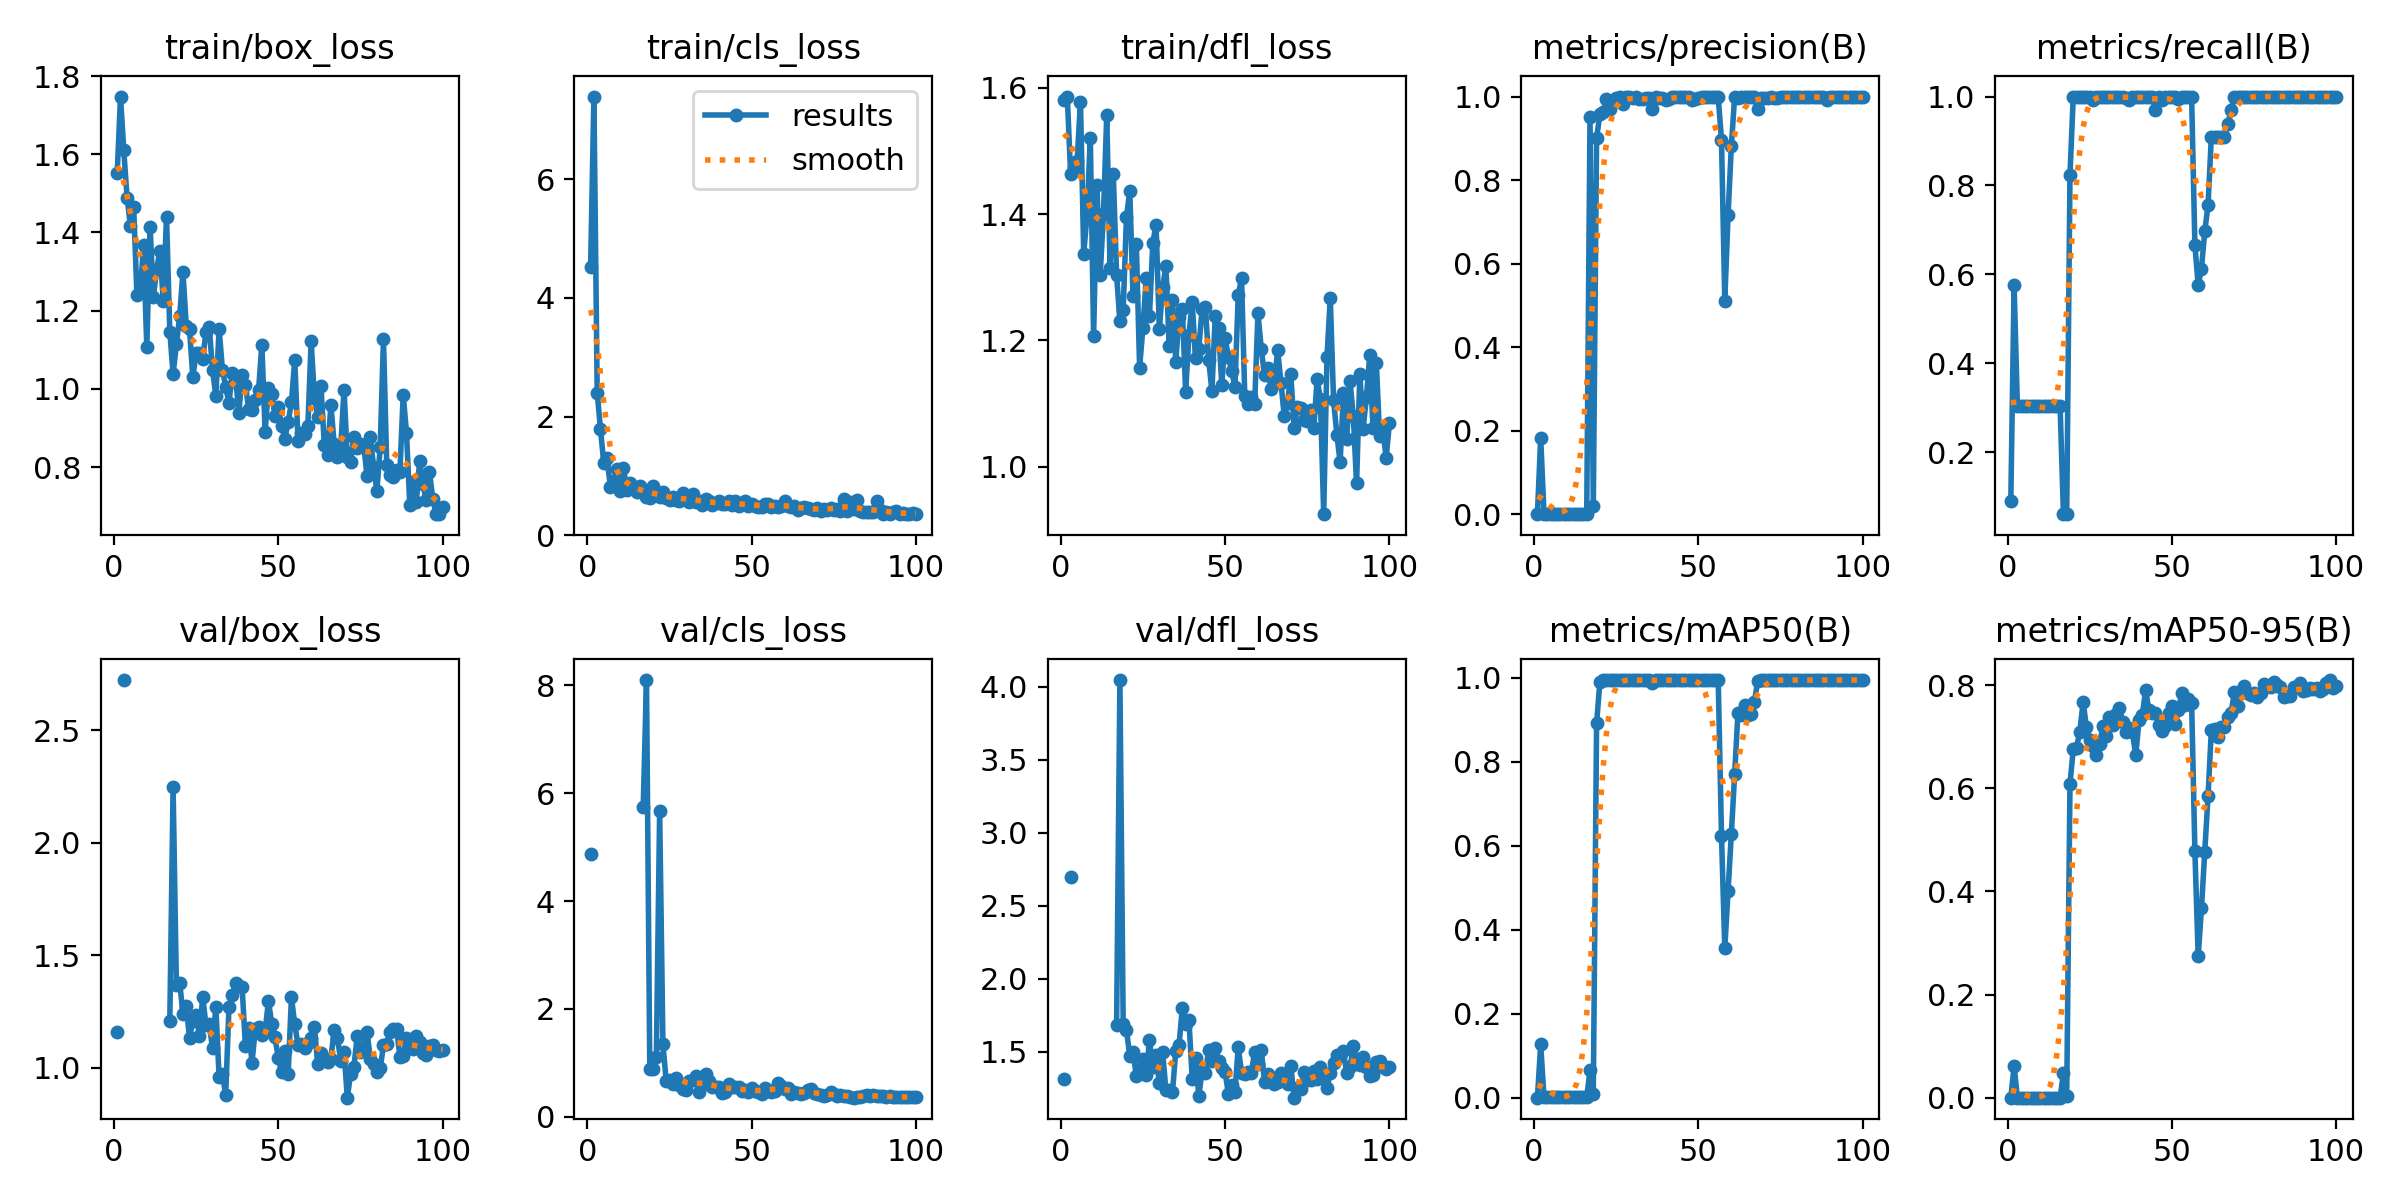 train/box_loss
train/cls_loss
train/dfl_loss
metrics/precision(B)
metrics/recall(B)
1.8
1.6
1.4
1.2
1.0
0.8
0 50 100
results
smooth
6
4
2
0
0 50 100
1.6
1.4
1.2
1.0
0 50 100
1.0
0.8
0.6
0.4
0.2
0.0
0 50 100
1.0
0.8
0.6
0.4
0.2
0 50 100
val/box_loss
val/cls_loss
val/dfl_loss
metrics/mAP50(B)
metrics/mAP50-95(B)
2.5
2.0
1.5
1.0
0 50 100
8
6
4
2
0
0 50 100
4.0
3.5
3.0
2.5
2.0
1.5
0 50 100
1.0
0.8
0.6
0.4
0.2
0.0
0 50 100
0.8
0.6
0.4
0.2
0.0
0 50 100